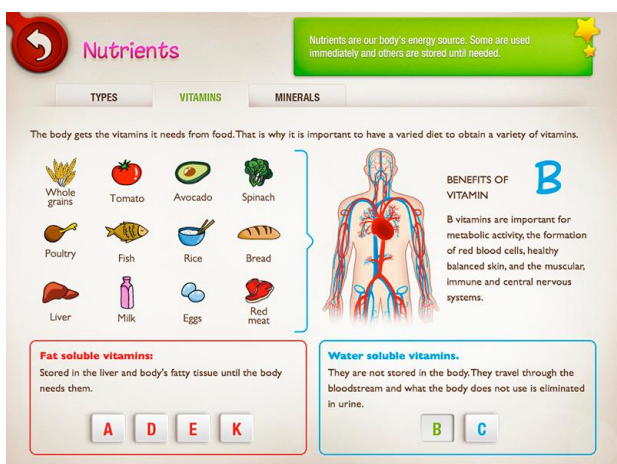 Nutrients
Nutrients are our body's energy source. Some are used
immediately and others are stored until needed.
TYPES
VITAMINS
MINERALS
The body gets the vitamins it needs from food.That is why it is important to have a varied diet to obtain a variety of vitamins.
Whole
grains
Tomato
Avocado
Spinach
Poultry
Fish
Rice
Bread
Liver
Milk
Eggs
Red
meat
BENEFITS OF
VITAMIN
B
B vitamins are important for
metabolic activity, the formation
of red blood cells, healthy
balanced skin, and the muscular,
immune and central nervous
systems.
Fat soluble vitamins:
Stored in the liver and body's fatty tissue until the body
needs them.
A D E K
Water soluble vitamins.
They are not stored in the body.They travel through the
bloodstream and what the body does not use is eliminated
in urine.
B C